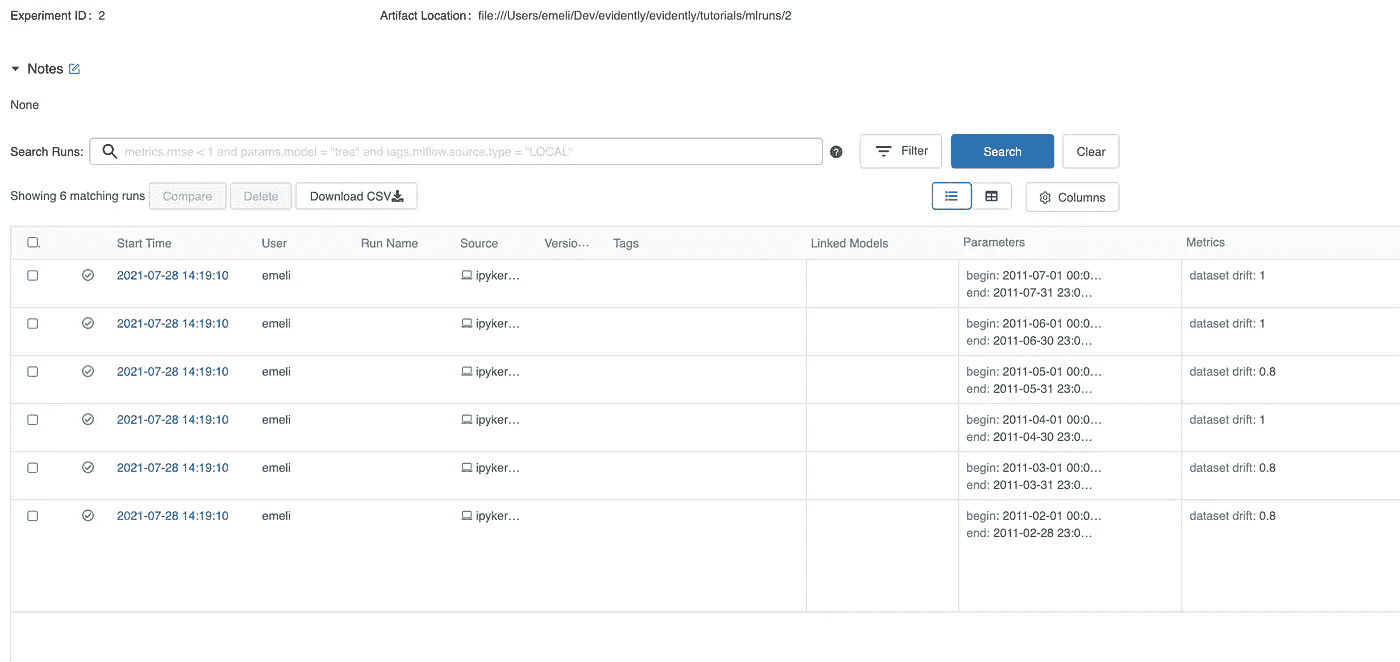 Experiment ID: 2 Artifact Location: file:///Users/emeli/Dev/evidently/evidently/tutorials/mlruns/2
Notes
None
Search Runs: metrics.rmse < 1 and params.model = "tree" and tags.mlflow.source.type = "LOCAL" ? Filter Search Clear
Showing 6 matching runs Compare Delete Download CSV Columns
Start Time User Run Name Source Versio... Tags Linked Models Parameters Metrics
2021-07-28 14:19:10 emeli ipyker... begin: 2011-07-01 00:0... dataset drift: 1
end: 2011-07-31 23:0...
2021-07-28 14:19:10 emeli ipyker... begin: 2011-06-01 00:0... dataset drift: 1
end: 2011-06-30 23:0...
2021-07-28 14:19:10 emeli ipyker... begin: 2011-05-01 00:0... dataset drift: 0.8
end: 2011-05-31 23:0...
2021-07-28 14:19:10 emeli ipyker... begin: 2011-04-01 00:0... dataset drift: 1
end: 2011-04-30 23:0...
2021-07-28 14:19:10 emeli ipyker... begin: 2011-03-01 00:0... dataset drift: 0.8
end: 2011-03-31 23:0...
2021-07-28 14:19:10 emeli ipyker... begin: 2011-02-01 00:0... dataset drift: 0.8
end: 2011-02-28 23:0...